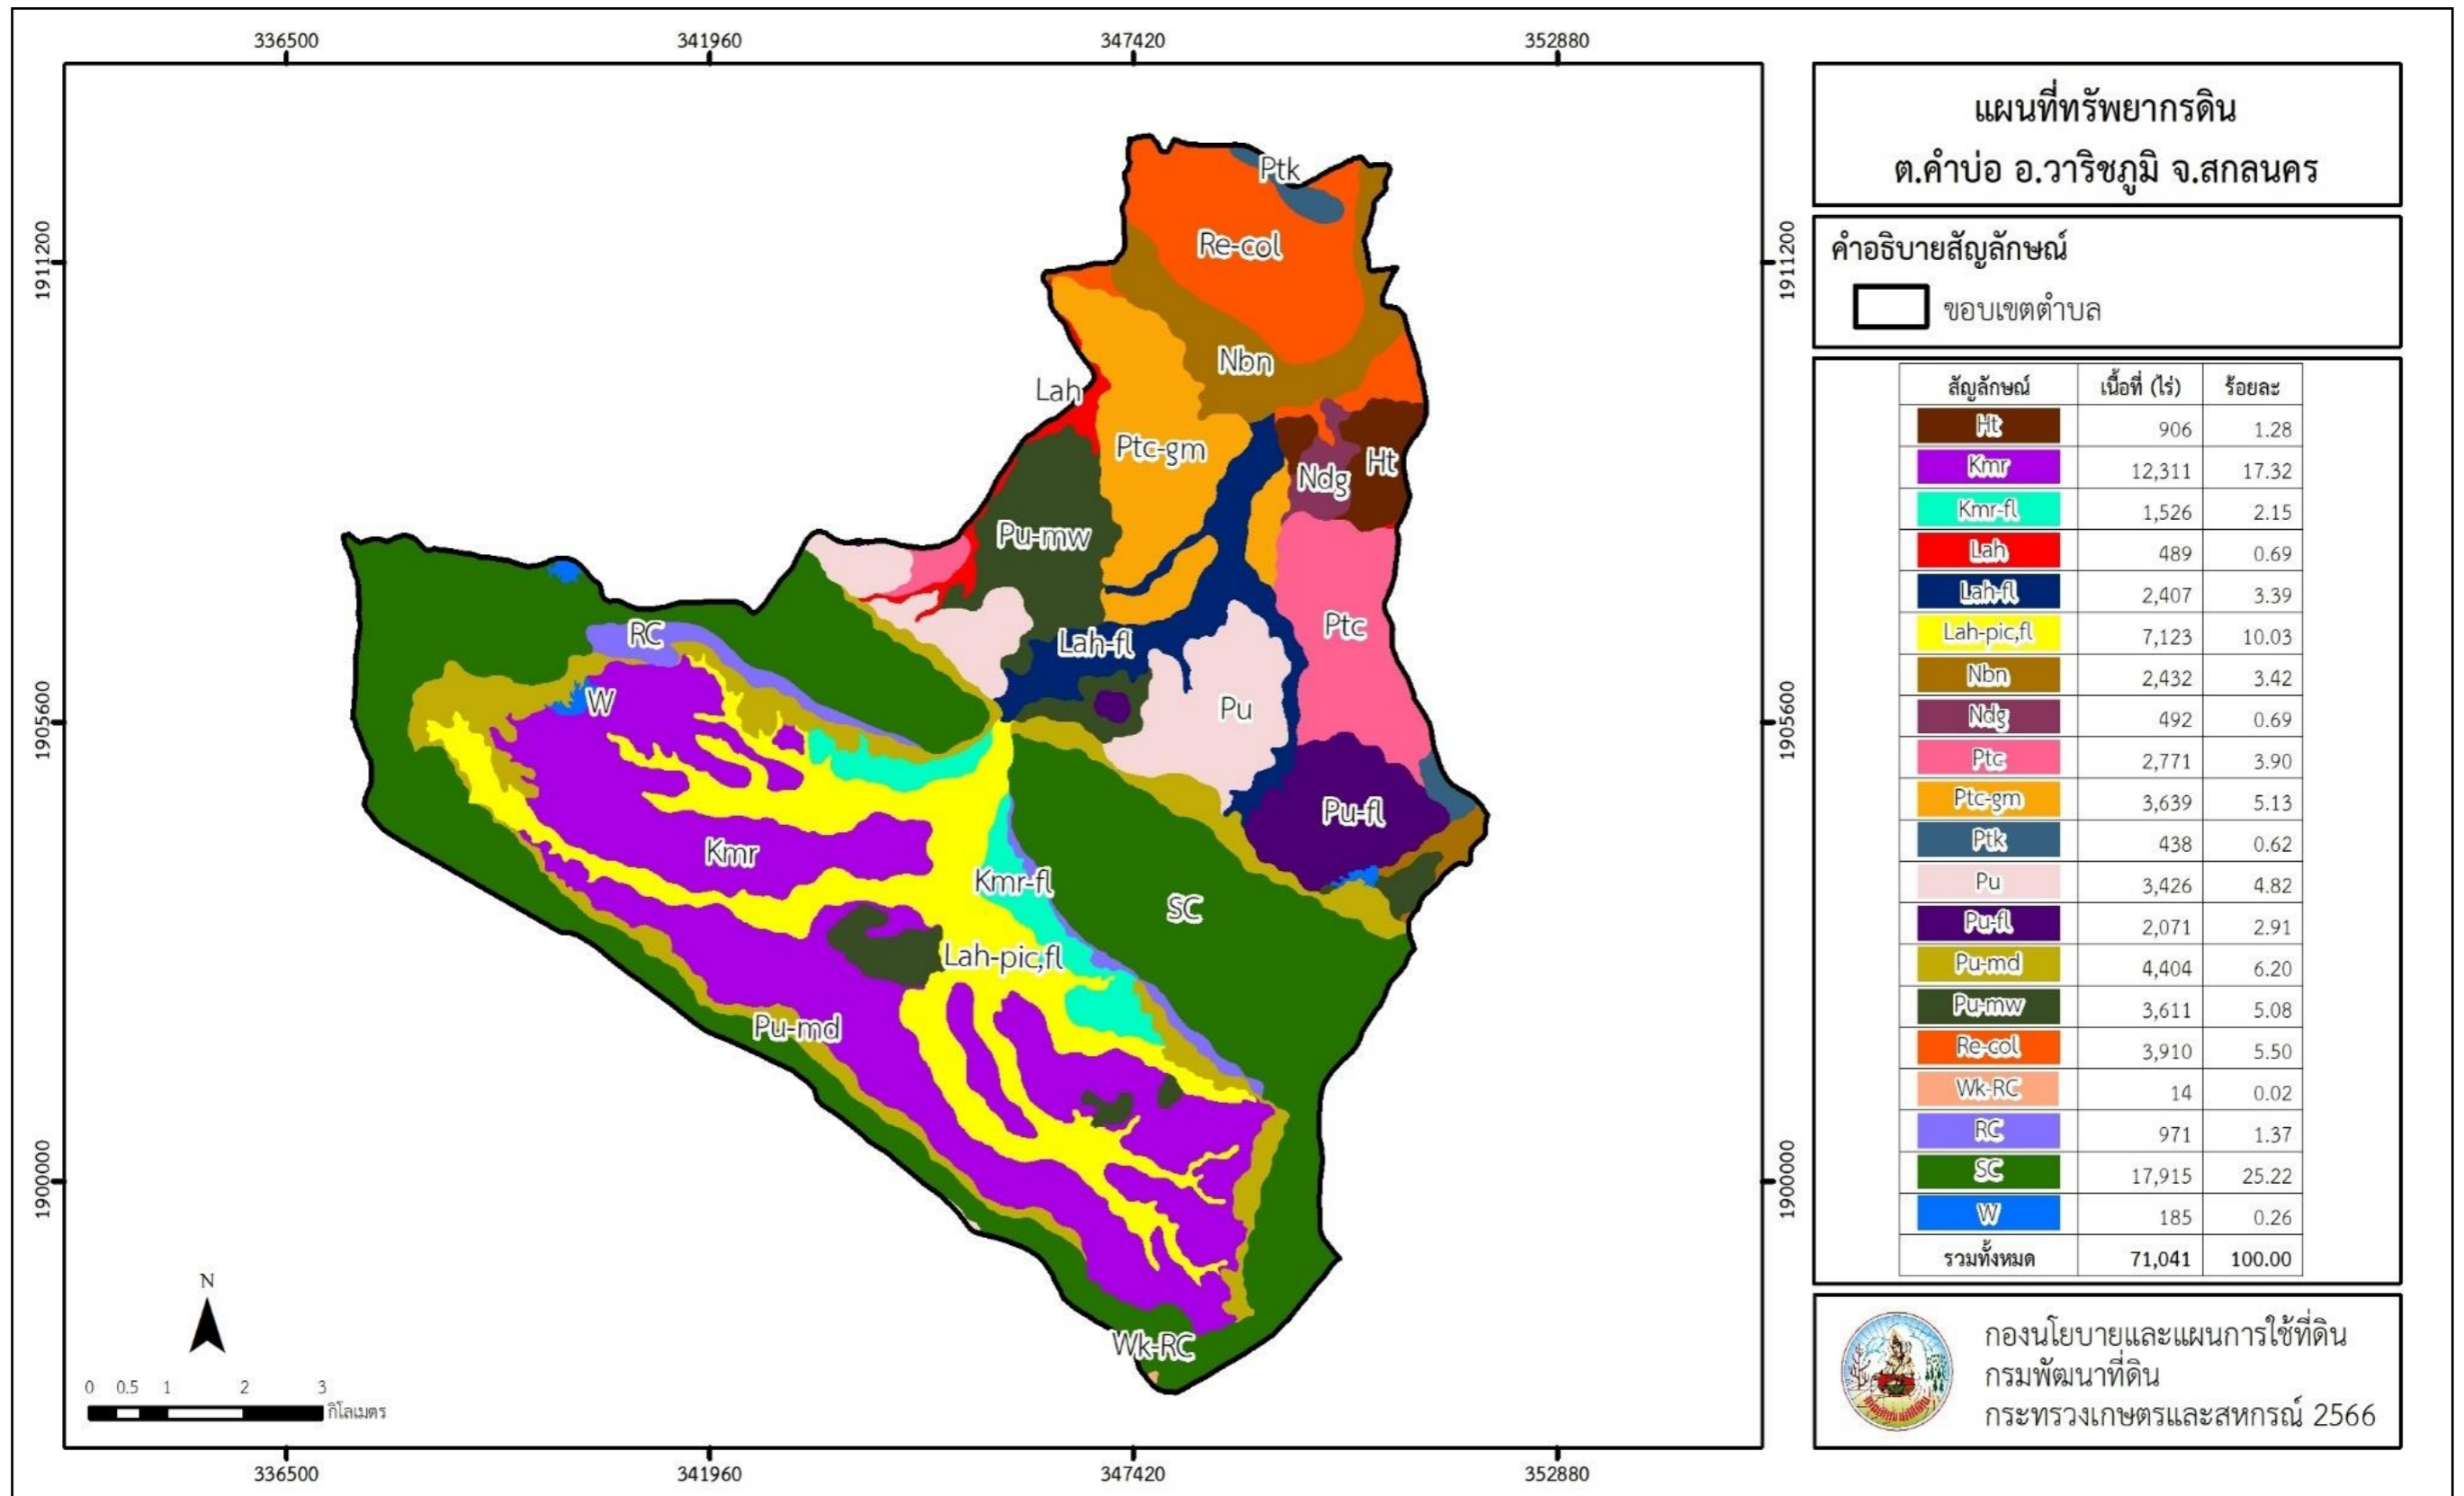 336500 341960 347420 352880
1911200
1905600
1900000
1911200
1905600
1900000
336500 341960 347420 352880
Ptk
Re-col
Nbn
Lah
Ptc-gm
Ht
Ndg
Pu-mw
Ptc
RC
Lah-fl
W
Pu
Pu-fl
Kmr
Kmr-fl
SC
Lah-pic,fl
Pu-md
Wk-RC
N
0 0.5 1 2 3
กิโลเมตร
แผนที่ทรัพยากรดิน
ต.คำบ่อ อ.วาริชภูมิ จ.สกลนคร
คำอธิบายสัญลักษณ์
ขอบเขตตำบล
สัญลักษณ์ เนื้อที่ (ไร่) ร้อยละ
Ht 906 1.28
Kmr 12,311 17.32
Kmr-fl 1,526 2.15
Lah 489 0.69
Lah-fl 2,407 3.39
Lah-pic,fl 7,123 10.03
Nbn 2,432 3.42
Ndg 492 0.69
Ptc 2,771 3.90
Ptc-gm 3,639 5.13
Ptk 438 0.62
Pu 3,426 4.82
Pu-fl 2,071 2.91
Pu-md 4,404 6.20
Pu-mw 3,611 5.08
Re-col 3,910 5.50
Wk-RC 14 0.02
RC 971 1.37
SC 17,915 25.22
W 185 0.26
รวมทั้งหมด 71,041 100.00
กองนโยบายและแผนการใช้ที่ดิน
กรมพัฒนาที่ดิน
กระทรวงเกษตรและสหกรณ์ 2566